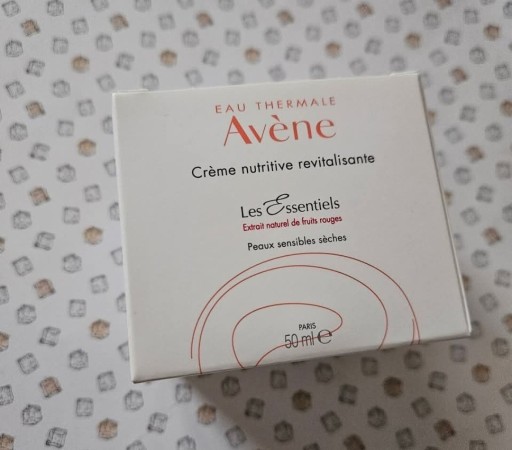 EAU THERMALE
Avène
Crème nutritive revitalisante
Les Essentiels
Extrait naturel de fruits rouges
Peaux sensibles sèches
PARIS
50 ml e